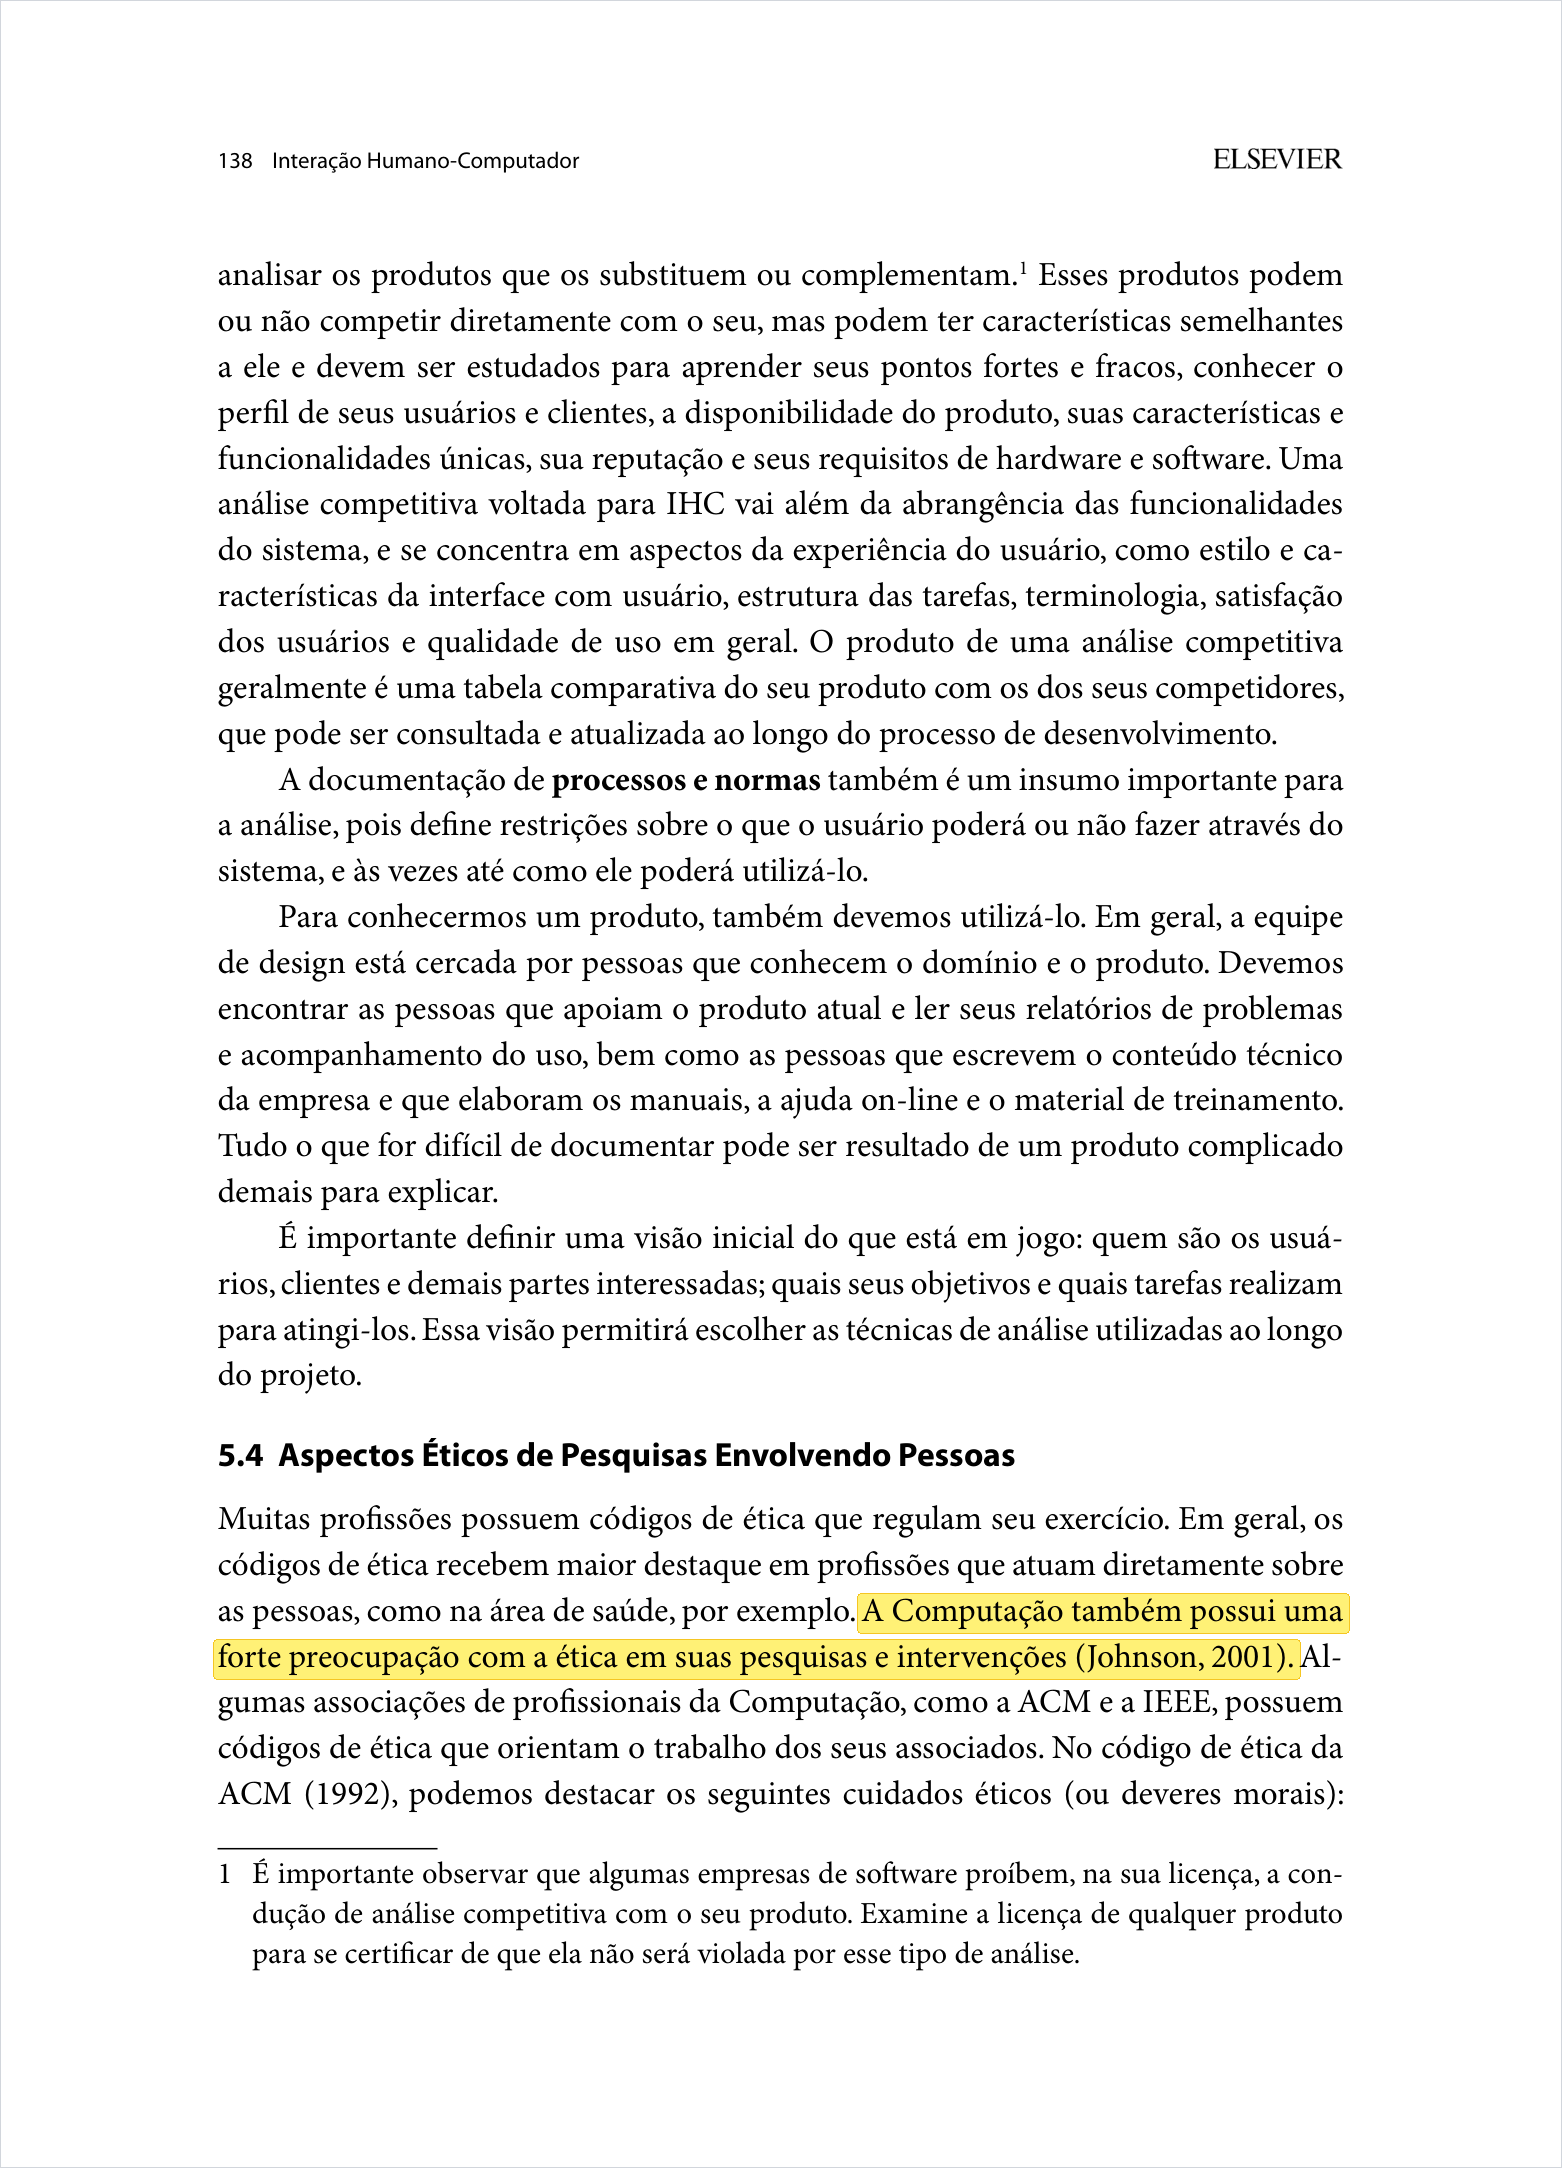 138 Interação Humano-Computador
ELSEVIER
analisar os produtos que os substituem ou complementam.¹ Esses produtos podem
ou não competir diretamente com o seu, mas podem ter características semelhantes
a ele e devem ser estudados para aprender seus pontos fortes e fracos, conhecer o
perfil de seus usuários e clientes, a disponibilidade do produto, suas características e
funcionalidades únicas, sua reputação e seus requisitos de hardware e software. Uma
análise competitiva voltada para IHC vai além da abrangência das funcionalidades
do sistema, e se concentra em aspectos da experiência do usuário, como estilo e ca-
racterísticas da interface com usuário, estrutura das tarefas, terminologia, satisfação
dos usuários e qualidade de uso em geral. O produto de uma análise competitiva
geralmente é uma tabela comparativa do seu produto com os dos seus competidores,
que pode ser consultada e atualizada ao longo do processo de desenvolvimento.
A documentação de processos e normas também é um insumo importante para
a análise, pois define restrições sobre o que o usuário poderá ou não fazer através do
sistema, e às vezes até como ele poderá utilizá-lo.
Para conhecermos um produto, também devemos utilizá-lo. Em geral, a equipe
de design está cercada por pessoas que conhecem o domínio e o produto. Devemos
encontrar as pessoas que apoiam o produto atual e ler seus relatórios de problemas
e acompanhamento do uso, bem como as pessoas que escrevem o conteúdo técnico
da empresa e que elaboram os manuais, a ajuda on-line e o material de treinamento.
Tudo o que for difícil de documentar pode ser resultado de um produto complicado
demais para explicar.
É importante definir uma visão inicial do que está em jogo: quem são os usuá-
rios, clientes e demais partes interessadas; quais seus objetivos e quais tarefas realizam
para atingi-los. Essa visão permitirá escolher as técnicas de análise utilizadas ao longo
do projeto.
5.4 Aspectos Éticos de Pesquisas Envolvendo Pessoas
Muitas profissões possuem códigos de ética que regulam seu exercício. Em geral, os
códigos de ética recebem maior destaque em profissões que atuam diretamente sobre
as pessoas, como na área de saúde, por exemplo. A Computação também possui uma
forte preocupação com a ética em suas pesquisas e intervenções (Johnson, 2001). Al-
gumas associações de profissionais da Computação, como a ACM e a IEEE, possuem
códigos de ética que orientam o trabalho dos seus associados. No código de ética da
ACM (1992), podemos destacar os seguintes cuidados éticos (ou deveres morais):
1 É importante observar que algumas empresas de software proíbem, na sua licença, a con-
dução de análise competitiva com o seu produto. Examine a licença de qualquer produto
para se certificar de que ela não será violada por esse tipo de análise.